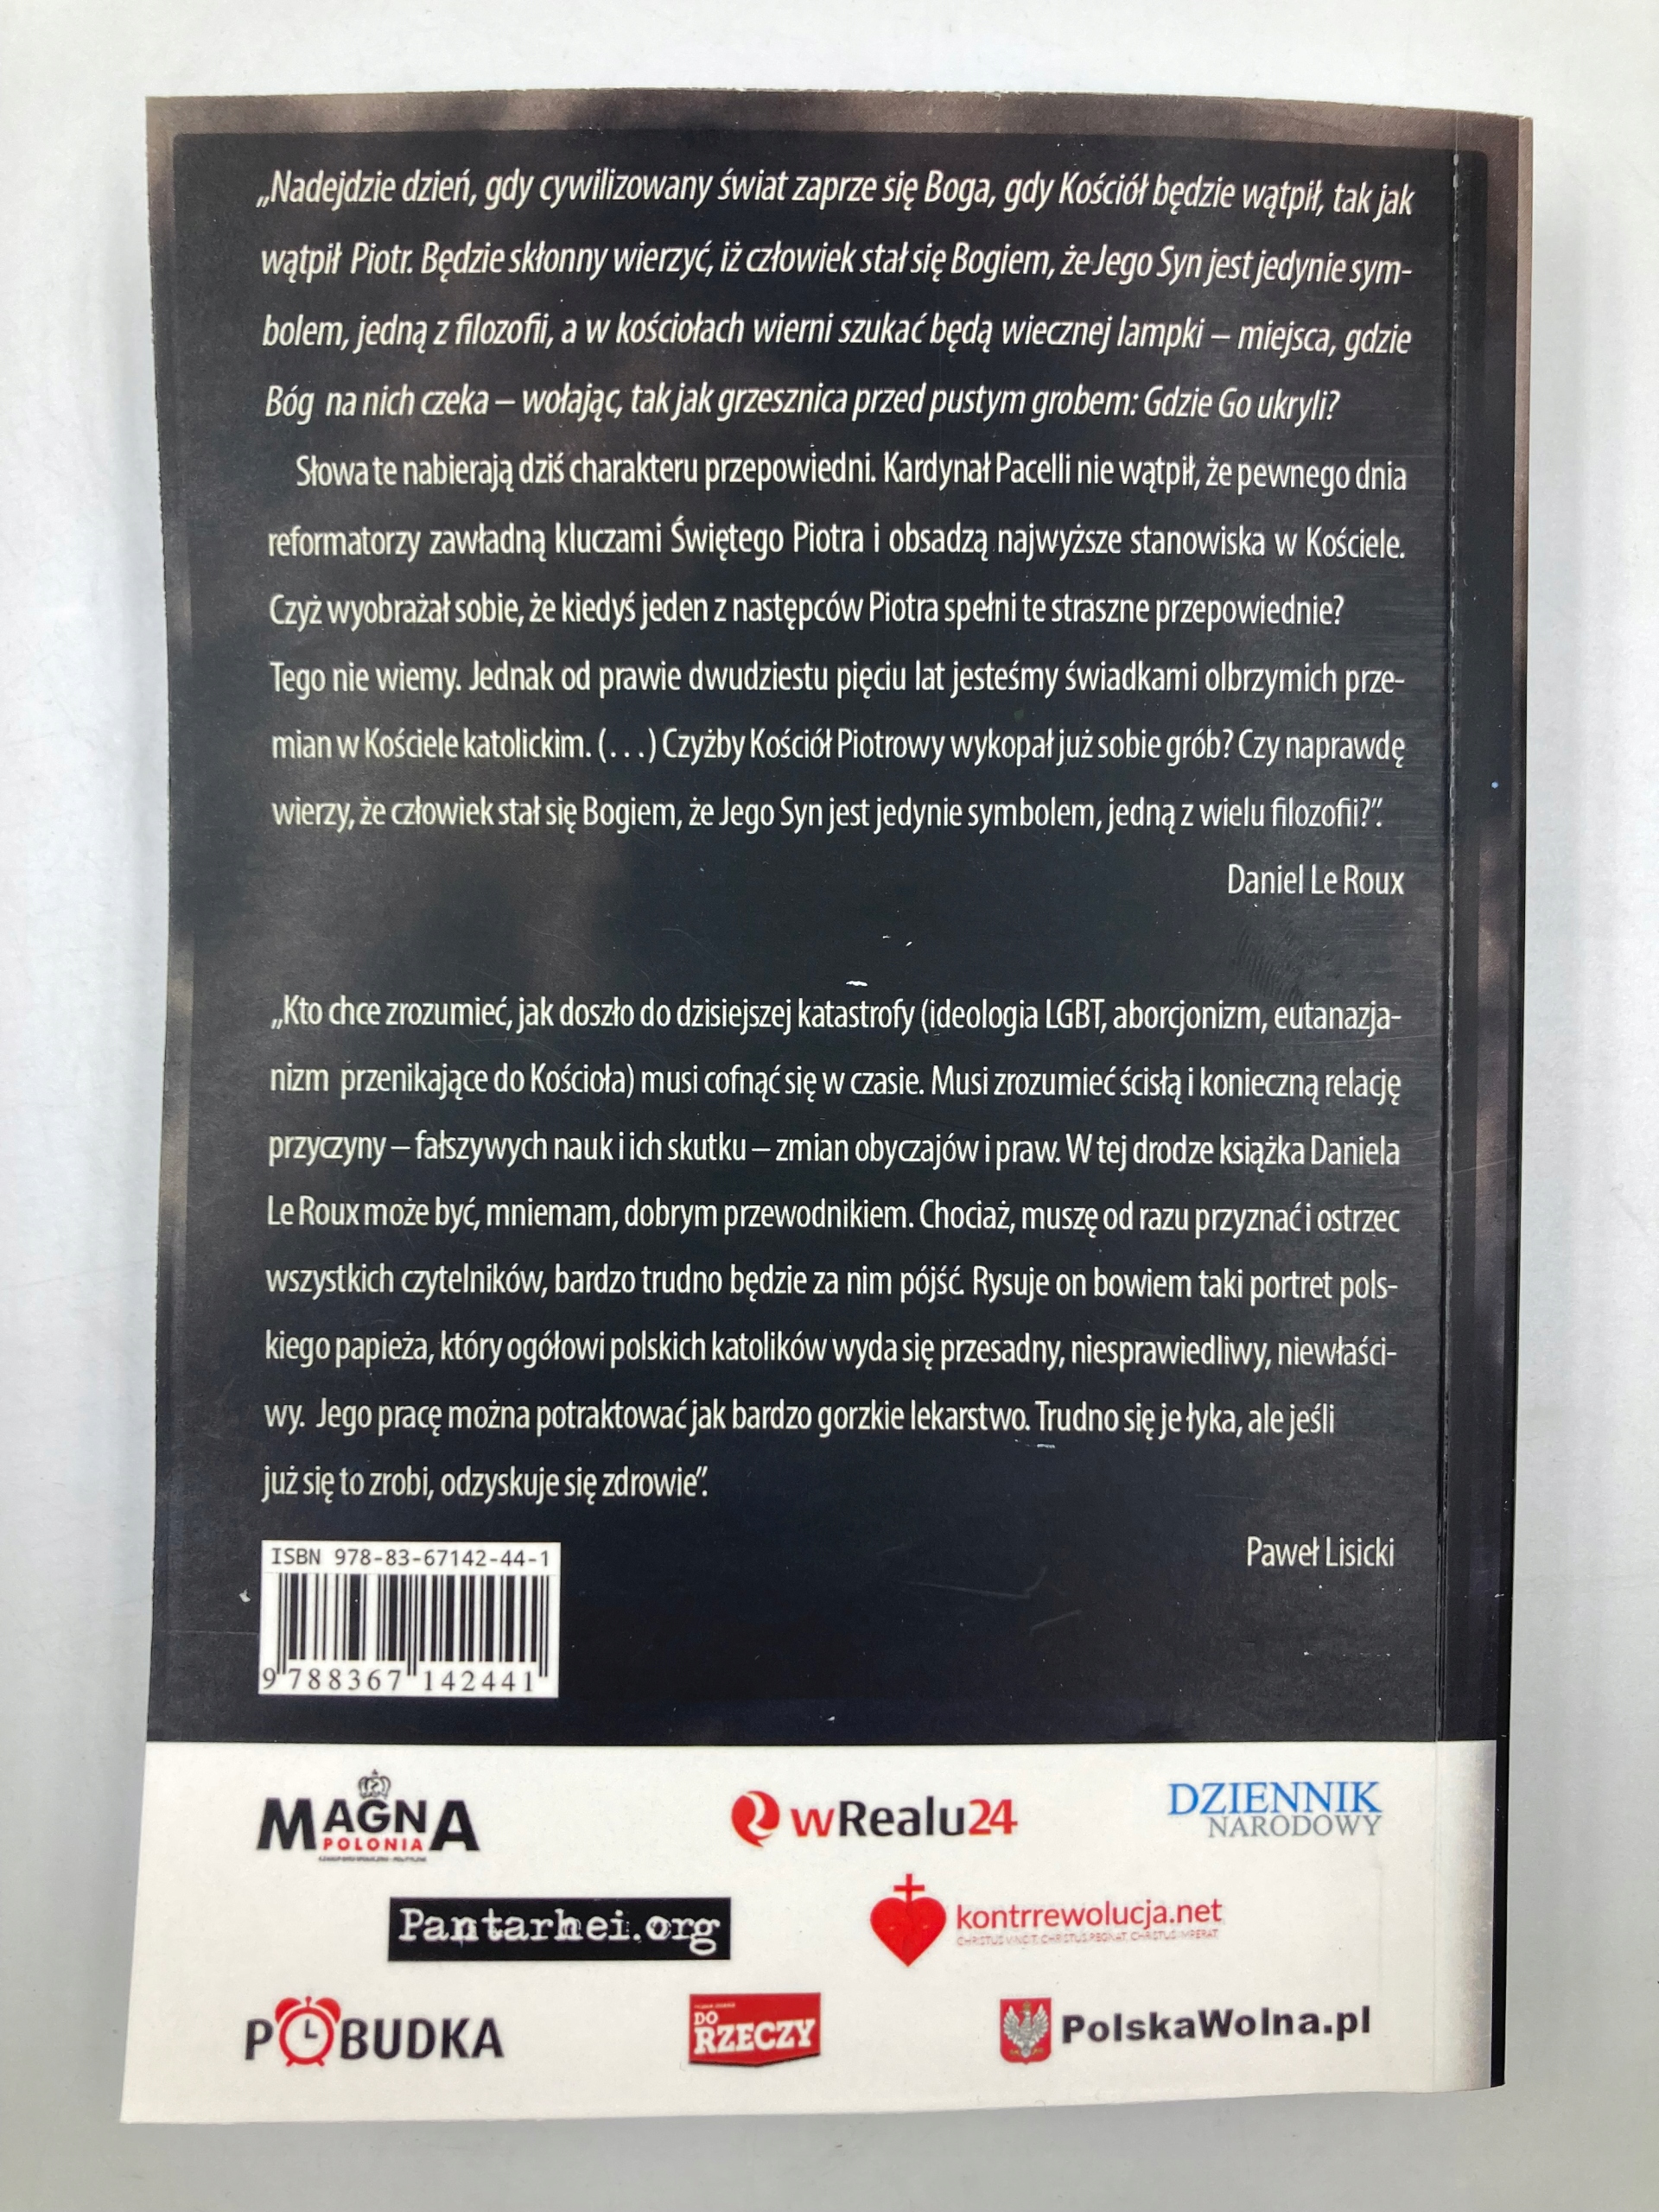 „Nadejdzie dzień, gdy cywilizowany świat zaprze się Boga, gdy Kościół będzie wątpił, tak jak
wątpił Piotr. Będzie skłonny wierzyć, iż człowiek stał się Bogiem, że Jego Syn jest jedynie sym-
bolem, jedną z filozofii, a w kościołach wierni szukać będą wiecznej lampki – miejsca, gdzie
Bóg na nich czeka – wołając, tak jak grzesznica przed pustym grobem: Gdzie Go ukryli?
Słowa te nabierają dziś charakteru przepowiedni. Kardynał Pacelli nie wątpił, że pewnego dnia
reformatorzy zawładną kluczami Świętego Piotra i obsadzą najwyższe stanowiska w Kościele.
Czyż wyobrażał sobie, że kiedyś jeden z następców Piotra spełni te straszne przepowiednie?
Tego nie wiemy. Jednak od prawie dwudziestu pięciu lat jesteśmy świadkami olbrzymich prze-
mian w Kościele katolickim. (...) Czyżby Kościół Piotrowy wykopał już sobie grób? Czy naprawdę
wierzy, że człowiek stał się Bogiem, że Jego Syn jest jedynie symbolem, jedną z wielu filozofii?”.
Daniel Le Roux
„Kto chce zrozumieć, jak doszło do dzisiejszej katastrofy (ideologia LGBT, aborcjonizm, eutanazja-
nizm przenikające do Kościoła) musi cofnąć się w czasie. Musi zrozumieć ścisłą i konieczną relację
przyczyny – fałszywych nauk i ich skutku – zmian obyczajów i praw. W tej drodze książka Daniela
Le Roux może być, mniemam, dobrym przewodnikiem. Chociaż, muszę od razu przyznać i ostrzec
wszystkich czytelników, bardzo trudno będzie za nim pójść. Rysuje on bowiem taki portret pols-
kiego papieża, który ogółowi polskich katolików wyda się przesadny, niesprawiedliwy, niewłaści-
wy. Jego pracę można potraktować jak bardzo gorzkie lekarstwo. Trudno się je łyka, ale jeśli
już się to zrobi, odzyskuje się zdrowie”.
Paweł Lisicki
ISBN 978-83-67142-44-1
9 788367 142441
MAGNA
POLONIA
wRealu24
DZIENNIK
NARODOWY
Pantarhei.org
kontrrewolucja.net
CHRISTUS VINCIT, CHRISTUS REGNAT, CHRISTUS IMPERAT
POBUDKA
DO
RZECZY
PolskaWolna.pl